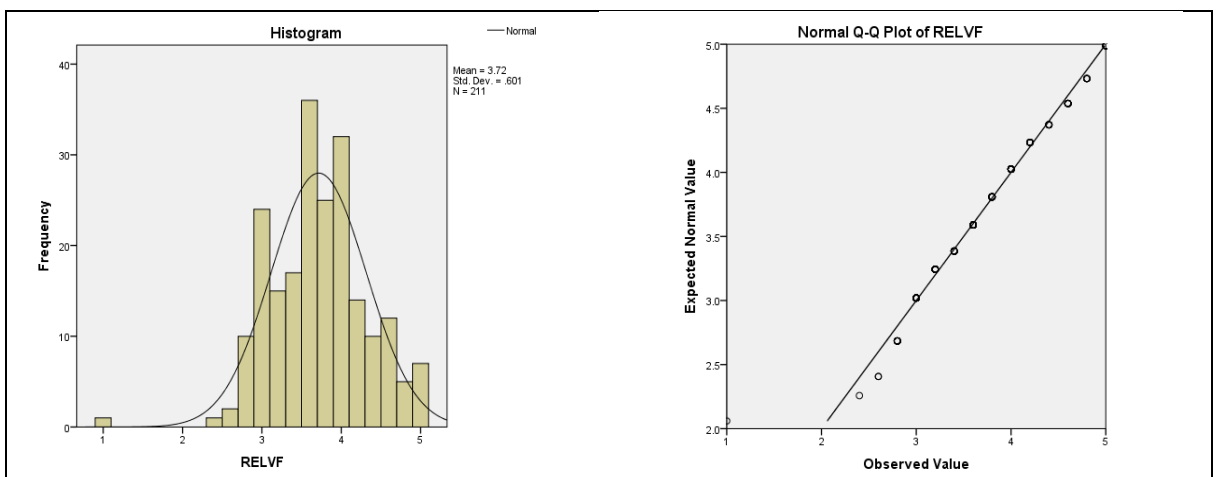 Histogram
Normal
Mean = 3.72
Std. Dev. = .601
N = 211
40
30
20
10
0
Frequency
1 2 3 4 5
RELVF
Normal Q-Q Plot of RELVF
5.0
4.5
4.0
3.5
3.0
2.5
2.0
Expected Normal Value
1 2 3 4 5
Observed Value